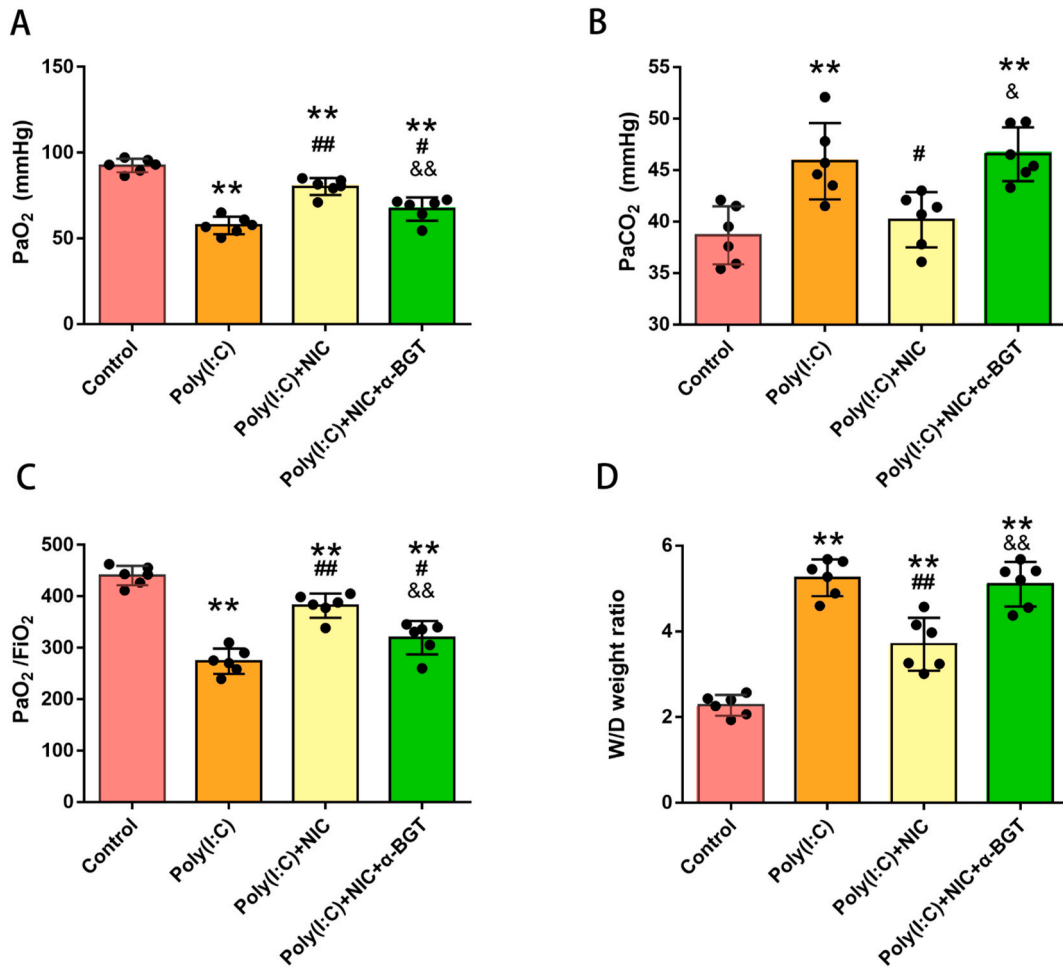 A
PaO₂ (mmHg)
150
100
50
0
**
**
##
**
#
&&
Control
Poly(I:C)
Poly(I:C)+NIC
Poly(I:C)+NIC+α-BGT
B
PaCO₂ (mmHg)
55
50
45
40
35
30
**
#
**
&
Control
Poly(I:C)
Poly(I:C)+NIC
Poly(I:C)+NIC+α-BGT
C
PaO₂ /FiO₂
500
400
300
200
100
0
**
**
##
**
#
&&
Control
Poly(I:C)
Poly(I:C)+NIC
Poly(I:C)+NIC+α-BGT
D
W/D weight ratio
6
4
2
0
**
**
##
**
&&
Control
Poly(I:C)
Poly(I:C)+NIC
Poly(I:C)+NIC+α-BGT